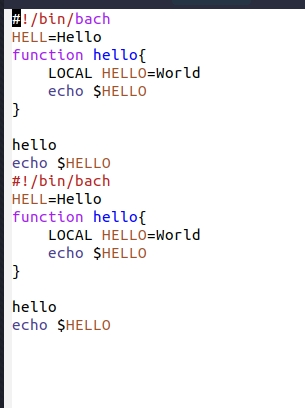 #!/bin/bach
HELL=Hello
function hello{
    LOCAL HELLO=World
    echo $HELLO
}

hello
echo $HELLO
#!/bin/bach
HELL=Hello
function hello{
    LOCAL HELLO=World
    echo $HELLO
}

hello
echo $HELLO